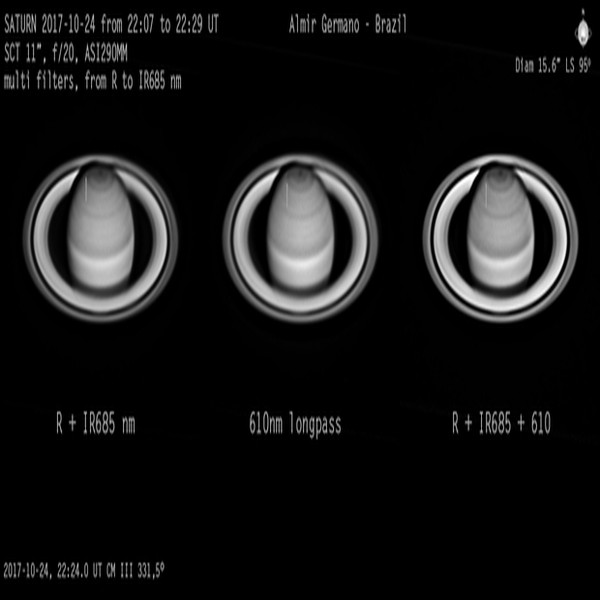 SATURN 2017-10-24 from 22:07 to 22:29 UT
Almir Germano - Brazil
SCT 11", f/20, ASI290MM
Diam 15.6" LS 95º
multi filters, from R to IR685 nm
R + IR685 nm
610nm longpass
R + IR685 + 610
2017-10-24, 22:24.0 UT CM III 331,5º